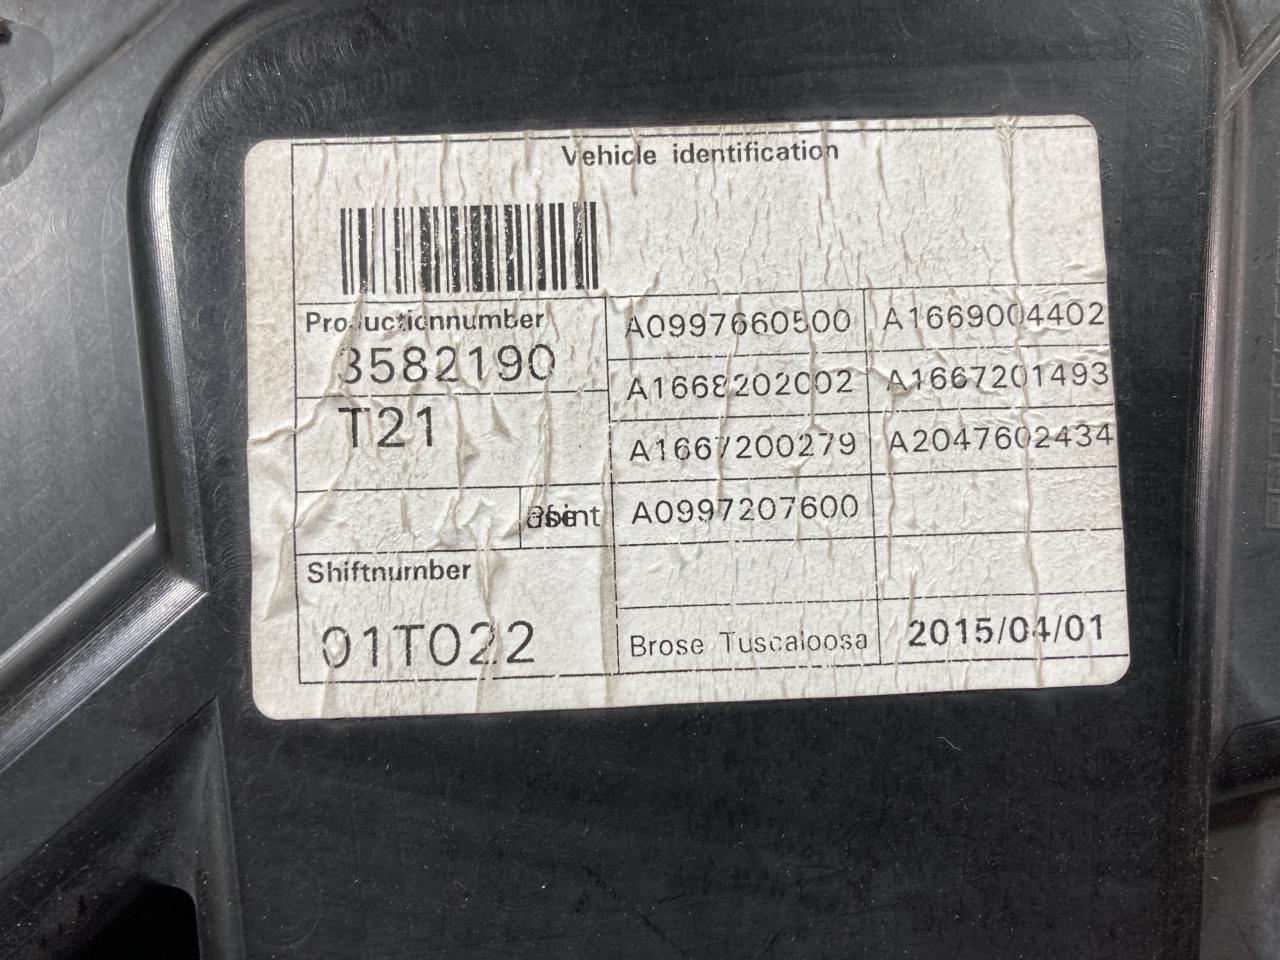 Vehicle identification
Productionnumber
3582190
T21
Shiftnumber
01T022
A0997660500 A1669004402
A1668202002 A1667201493
A1667200279 A2047602434
A0997207600
Brose Tuscaloosa 2015/04/01